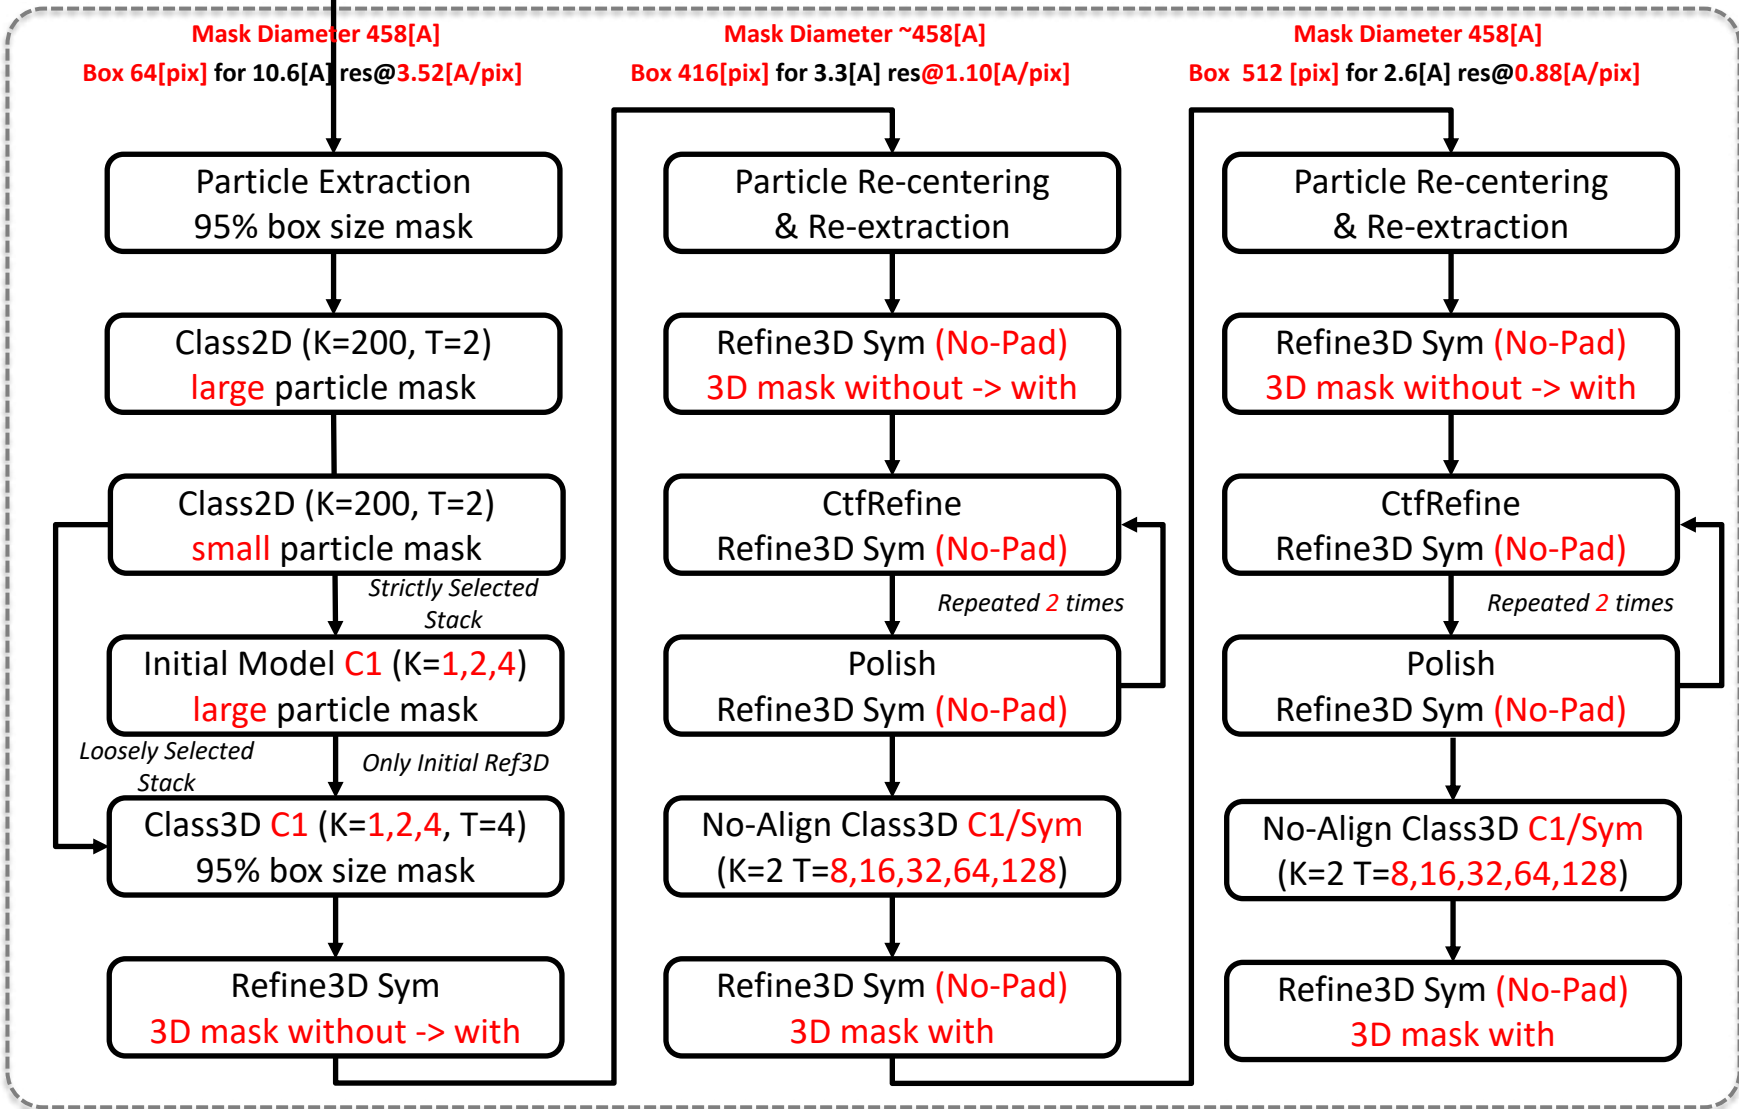 Mask Diameter 458[A]
Box 64[pix] for 10.6[A] res@3.52[A/pix]
Particle Extraction
95% box size mask
Class2D (K=200, T=2)
large particle mask
Class2D (K=200, T=2)
small particle mask
Strictly Selected
Stack
Initial Model C1 (K=1,2,4)
large particle mask
Loosely Selected
Stack
Only Initial Ref3D
Class3D C1 (K=1,2,4, T=4)
95% box size mask
Refine3D Sym
3D mask without -> with
Mask Diameter ~458[A]
Box 416[pix] for 3.3[A] res@1.10[A/pix]
Particle Re-centering
& Re-extraction
Refine3D Sym (No-Pad)
3D mask without -> with
CtfRefine
Refine3D Sym (No-Pad)
Repeated 2 times
Polish
Refine3D Sym (No-Pad)
No-Align Class3D C1/Sym
(K=2 T=8,16,32,64,128)
Refine3D Sym (No-Pad)
3D mask with
Mask Diameter 458[A]
Box 512 [pix] for 2.6[A] res@0.88[A/pix]
Particle Re-centering
& Re-extraction
Refine3D Sym (No-Pad)
3D mask without -> with
CtfRefine
Refine3D Sym (No-Pad)
Repeated 2 times
Polish
Refine3D Sym (No-Pad)
No-Align Class3D C1/Sym
(K=2 T=8,16,32,64,128)
Refine3D Sym (No-Pad)
3D mask with